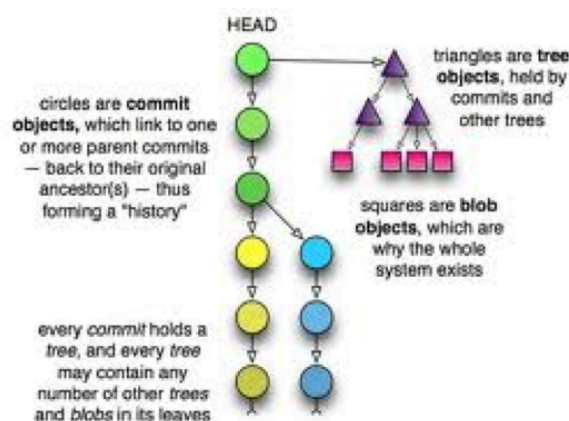 HEAD
circles are commit
objects, which link to one
or more parent commits
— back to their original
ancestor(s) — thus
forming a "history"
triangles are tree
objects, held by
commits and
other trees
squares are blob
objects, which are
why the whole
system exists
every commit holds a
tree, and every tree
may contain any
number of other trees
and blobs in its leaves